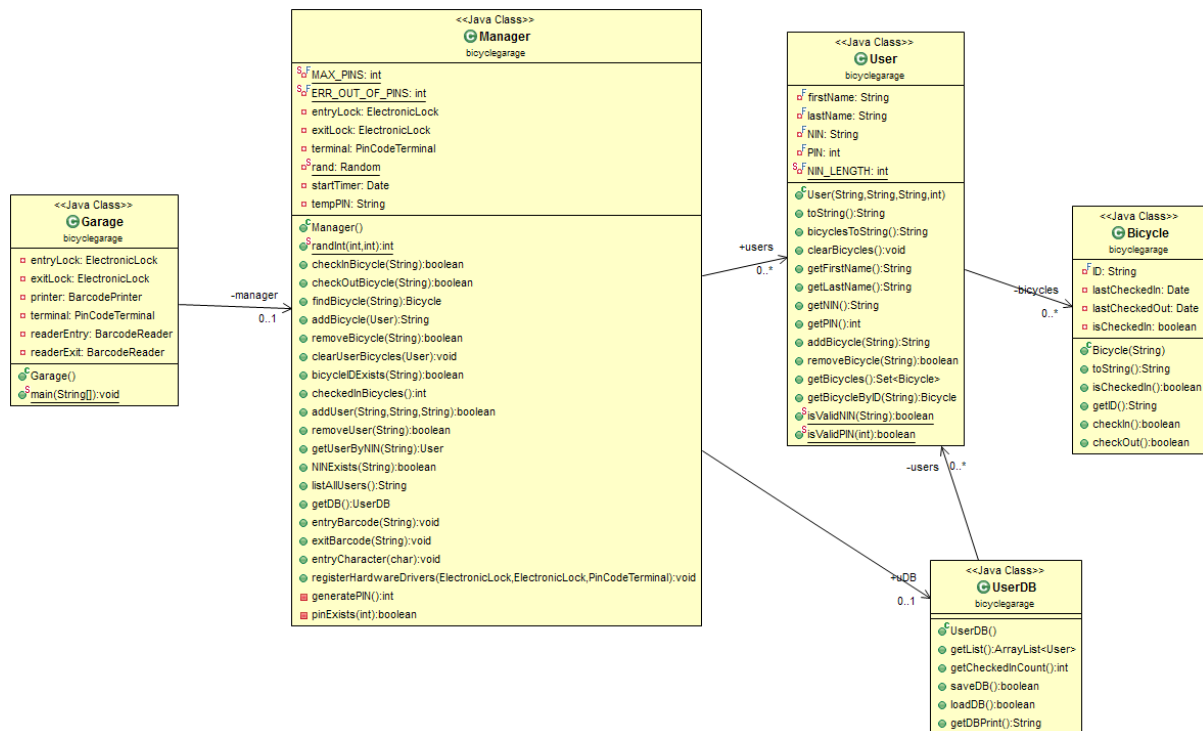 <<Java Class>>
Garage
bicyclegarage
entryLock: ElectronicLock
exitLock: ElectronicLock
printer: BarcodePrinter
terminal: PinCodeTerminal
readerEntry: BarcodeReader
readerExit: BarcodeReader
Garage()
main(String[]):void
-manager
0..1
<<Java Class>>
Manager
bicyclegarage
MAX_PINS: int
ERR_OUT_OF_PINS: int
entryLock: ElectronicLock
exitLock: ElectronicLock
terminal: PinCodeTerminal
rand: Random
startTimer: Date
tempPIN: String
Manager()
randInt(int,int):int
checkInBicycle(String):boolean
checkOutBicycle(String):boolean
findBicycle(String):Bicycle
addBicycle(User):String
removeBicycle(String):boolean
clearUserBicycles(User):void
bicycleIDExists(String):boolean
checkedInBicycles():int
addUser(String,String,String):boolean
removeUser(String):boolean
getUserByNIN(String):User
NINExists(String):boolean
listAllUsers():String
getDB():UserDB
entryBarcode(String):void
exitBarcode(String):void
entryCharacter(char):void
registerHardwareDrivers(ElectronicLock,ElectronicLock,PinCodeTerminal):void
generatePIN():int
pinExists(int):boolean
+users
0..*
<<Java Class>>
User
bicyclegarage
firstName: String
lastName: String
NIN: String
PIN: int
NIN_LENGTH: int
User(String,String,String,int)
toString():String
bicyclesToString():String
clearBicycles():void
getFirstName():String
getLastName():String
getNIN():String
getPIN():int
addBicycle(String):String
removeBicycle(String):boolean
getBicycles():Set<Bicycle>
getBicycleByID(String):Bicycle
isValidNIN(String):boolean
isValidPIN(int):boolean
-bicycles
0..*
<<Java Class>>
Bicycle
bicyclegarage
ID: String
lastCheckedIn: Date
lastCheckedOut: Date
isCheckedIn: boolean
Bicycle(String)
toString():String
isCheckedIn():boolean
getID():String
checkIn():boolean
checkOut():boolean
-users
0..*
+uDB
0..1
<<Java Class>>
UserDB
bicyclegarage
UserDB()
getList():ArrayList<User>
getCheckedInCount():int
saveDB():boolean
loadDB():boolean
getDBPrint():String